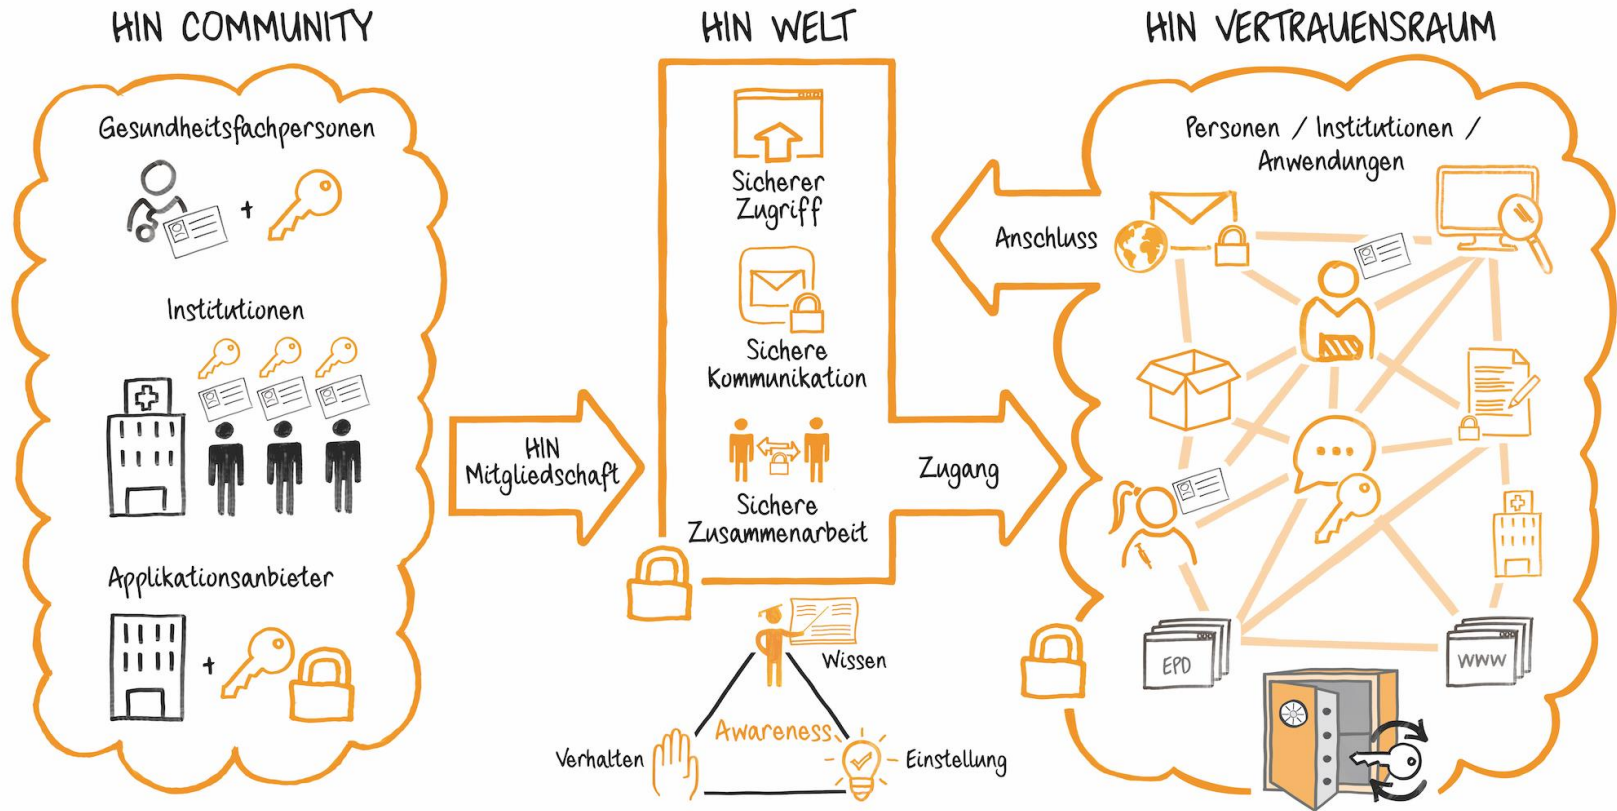 HIN COMMUNITY
Gesundheitsfachpersonen
+
Institutionen
Applikationsanbieter
+
HIN
Mitgliedschaft
HIN WELT
Sicherer
Zugriff
Sichere
Kommunikation
Sichere
Zusammenarbeit
Wissen
Awareness
Verhalten
Einstellung
Anschluss
Zugang
HIN VERTRAUENSRAUM
Personen / Institutionen /
Anwendungen
EPD
WWW